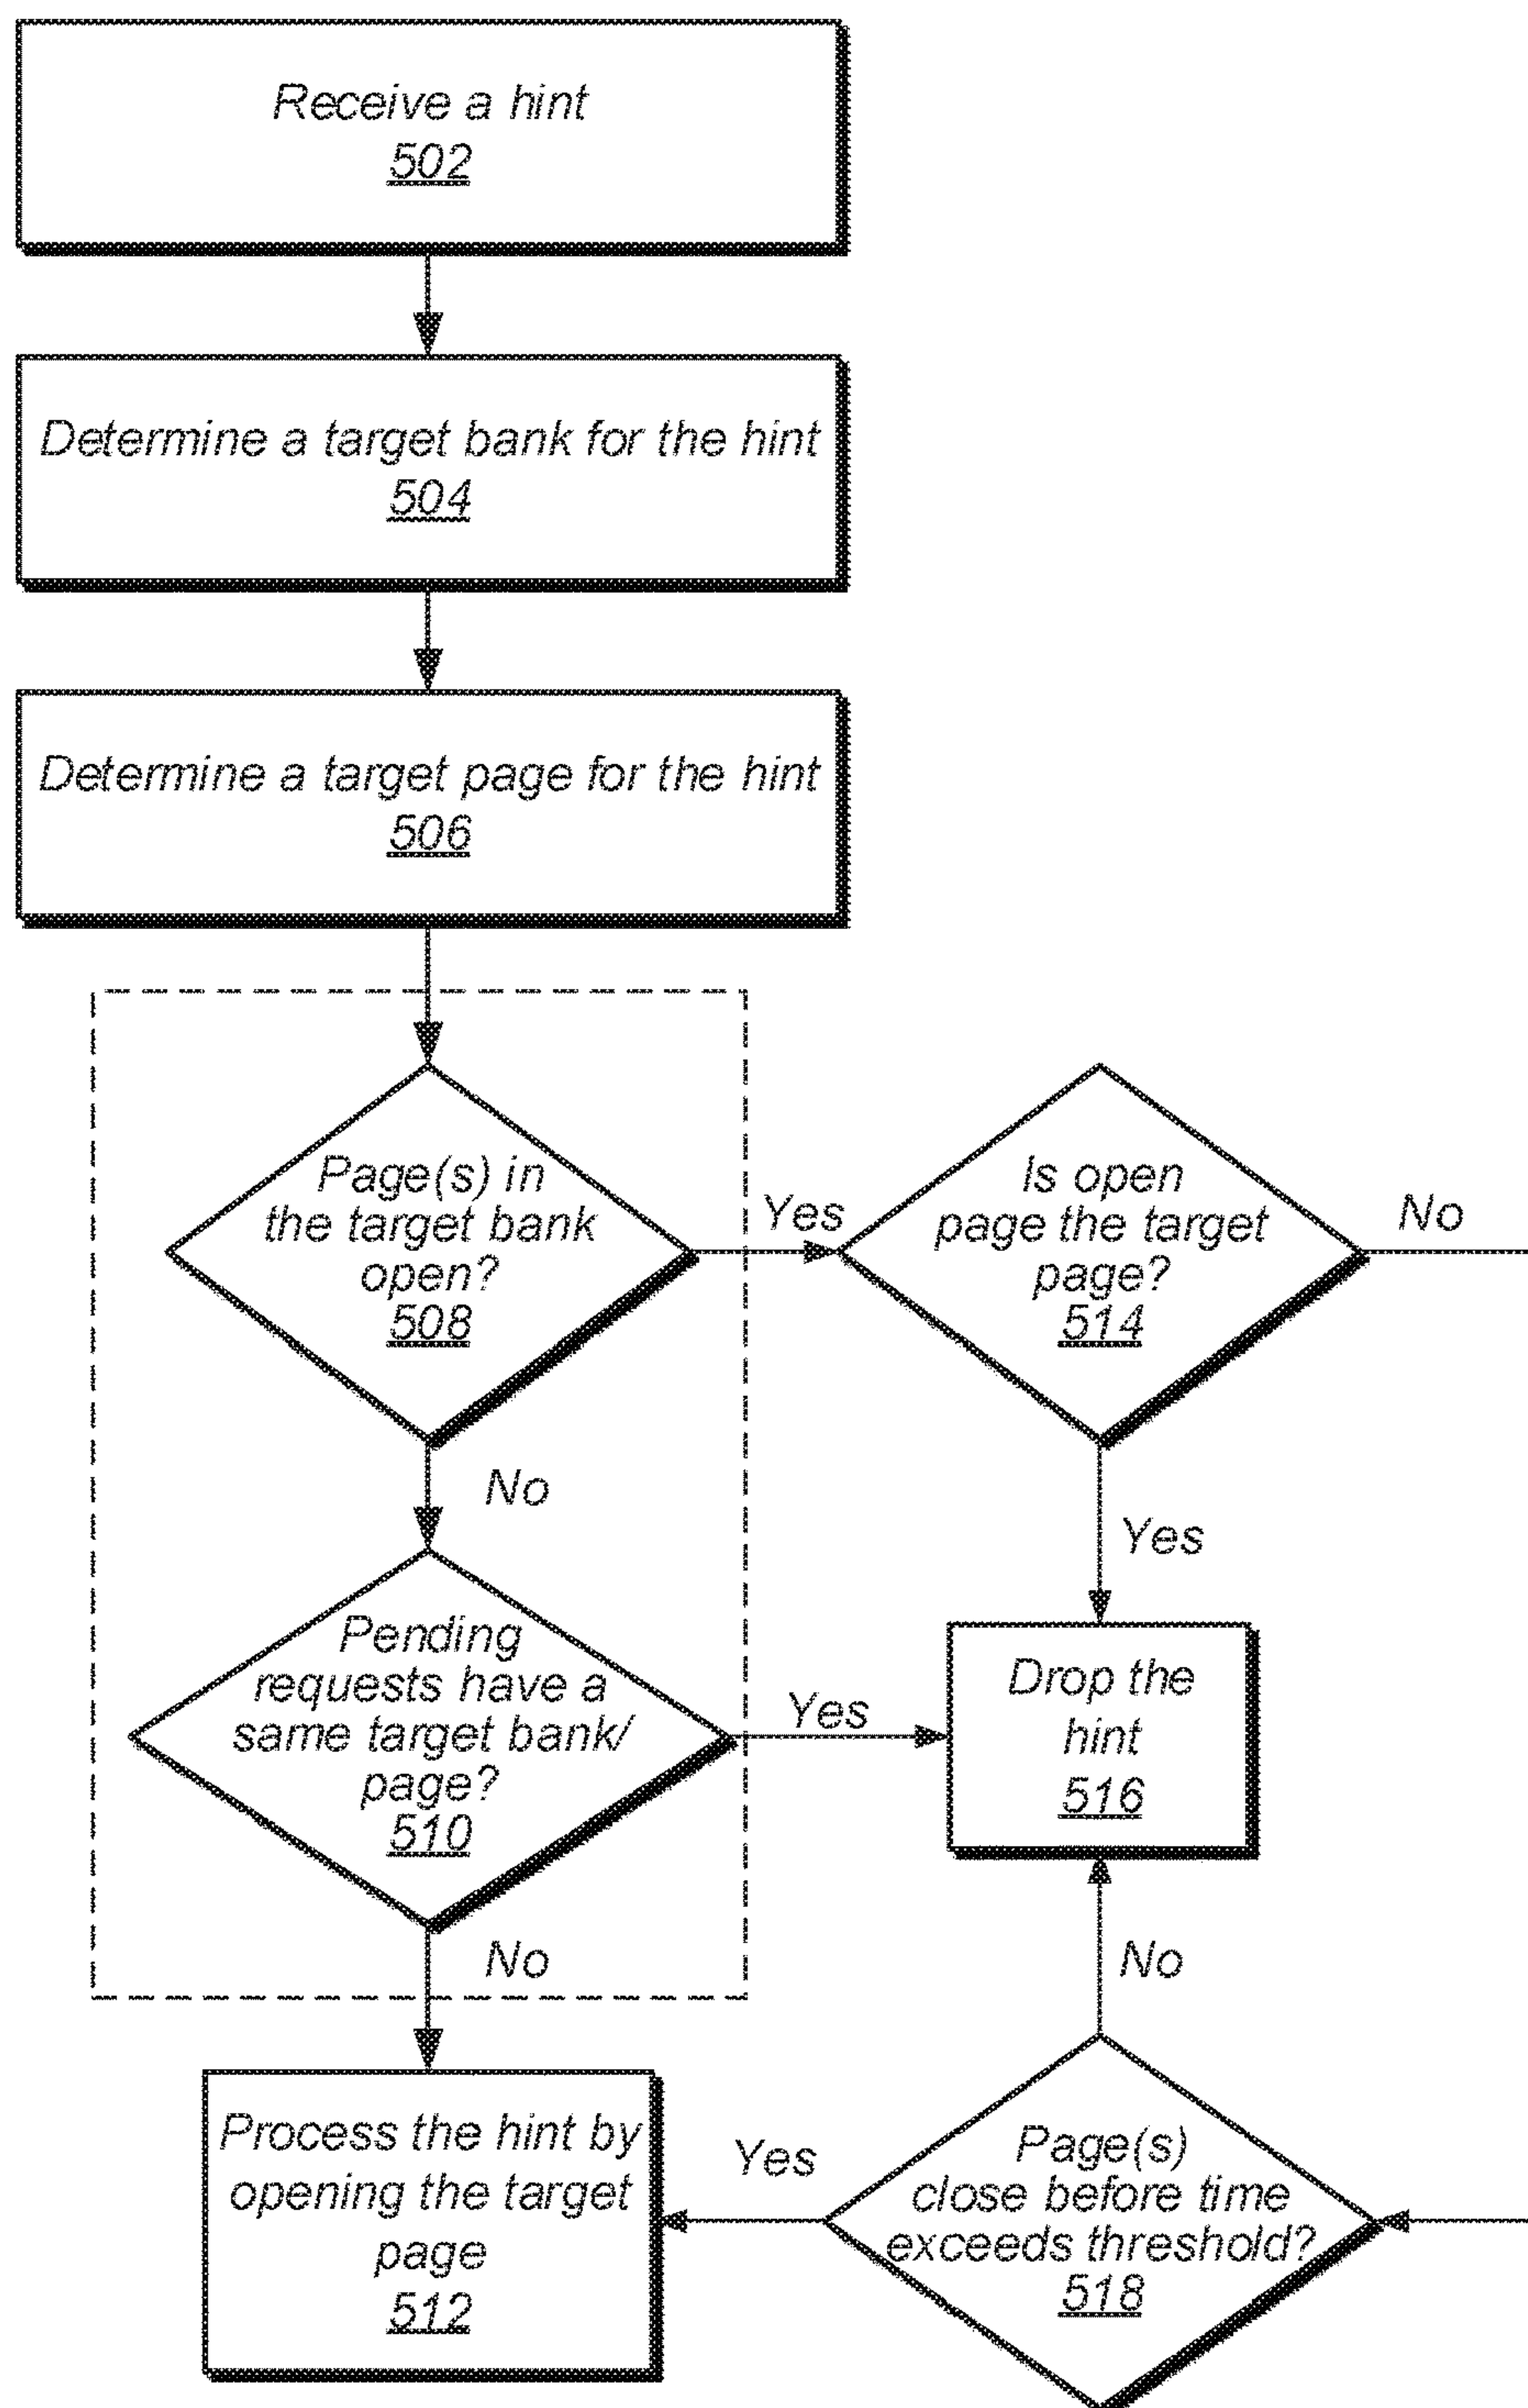 Receive a hint
502
Determine a target bank for the hint
504
Determine a target page for the hint
506
Page(s) in
the target bank
open?
508
Yes
Is open
page the target
page?
514
No
No
Yes
Pending
requests have a
same target bank/
page?
510
Yes
Drop the
hint
516
No
No
Process the hint by
opening the target
page
512
Yes
Page(s)
close before time
exceeds threshold?
518